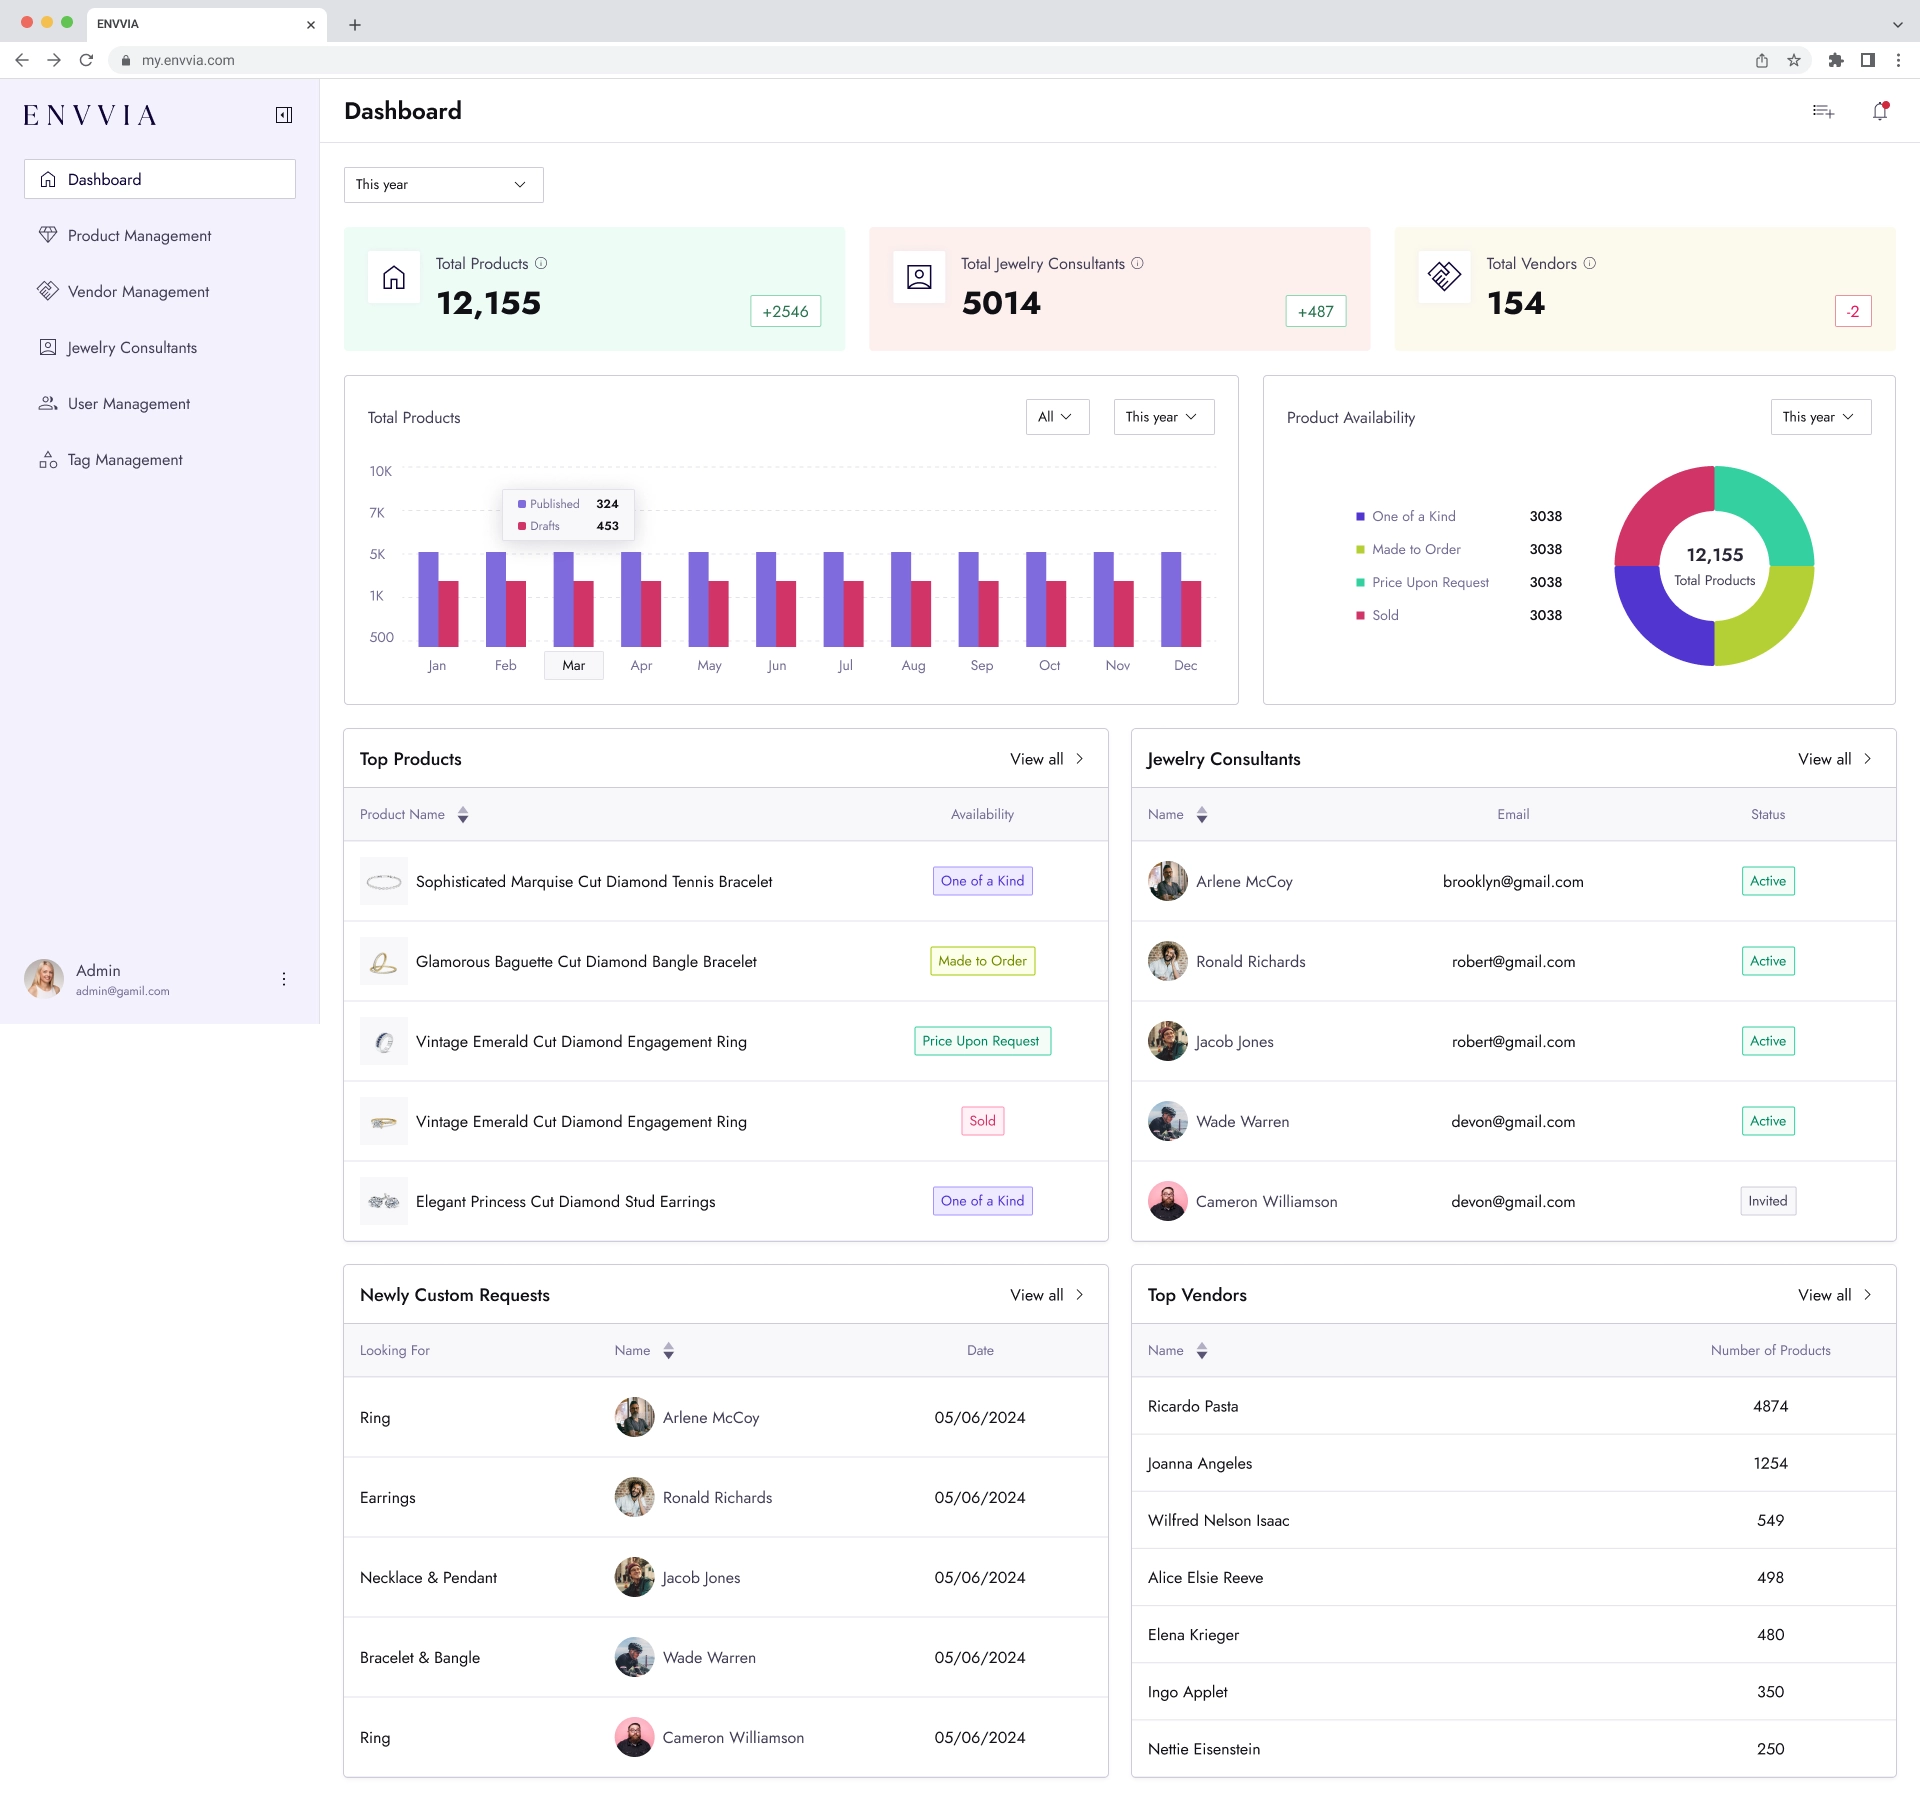 ENVVIA
my.envvia.com
ENVVIA
Dashboard
Product Management
Vendor Management
Jewelry Consultants
User Management
Tag Management
Admin
admin@gamil.com
Dashboard
This year
Total Products
12,155
+2546
Total Jewelry Consultants
5014
+487
Total Vendors
154
-2
Total Products
All
This year
10K
7K
5K
1K
500
Published 324
Drafts 453
Jan Feb Mar Apr May Jun Jul Aug Sep Oct Nov Dec
Product Availability
This year
One of a Kind 3038
Made to Order 3038
Price Upon Request 3038
Sold 3038
12,155
Total Products
Top Products View all
Product Name Availability
Sophisticated Marquise Cut Diamond Tennis Bracelet One of a Kind
Glamorous Baguette Cut Diamond Bangle Bracelet Made to Order
Vintage Emerald Cut Diamond Engagement Ring Price Upon Request
Vintage Emerald Cut Diamond Engagement Ring Sold
Elegant Princess Cut Diamond Stud Earrings One of a Kind
Jewelry Consultants View all
Name Email Status
Arlene McCoy brooklyn@gmail.com Active
Ronald Richards robert@gmail.com Active
Jacob Jones robert@gmail.com Active
Wade Warren devon@gmail.com Active
Cameron Williamson devon@gmail.com Invited
Newly Custom Requests View all
Looking For Name Date
Ring Arlene McCoy 05/06/2024
Earrings Ronald Richards 05/06/2024
Necklace & Pendant Jacob Jones 05/06/2024
Bracelet & Bangle Wade Warren 05/06/2024
Ring Cameron Williamson 05/06/2024
Top Vendors View all
Name Number of Products
Ricardo Pasta 4874
Joanna Angeles 1254
Wilfred Nelson Isaac 549
Alice Elsie Reeve 498
Elena Krieger 480
Ingo Applet 350
Nettie Eisenstein 250